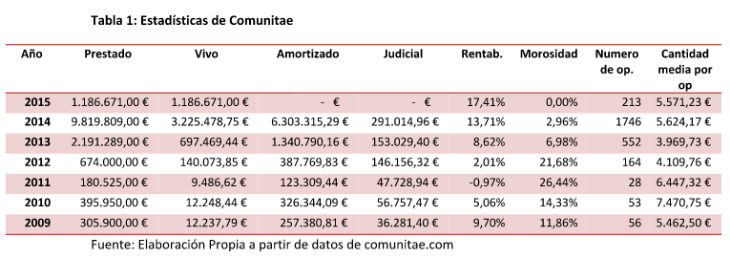 Tabla 1: Estadísticas de Comunitae
Año Prestado Vivo Amortizado Judicial Rentab. Morosidad Numero Cantidad
de op. media por
op
2015 1.186.671,00 € 1.186.671,00 € - € - € 17,41% 0,00% 213 5.571,23 €
2014 9.819.809,00 € 3.225.478,75 € 6.303.315,29 € 291.014,96 € 13,71% 2,96% 1746 5.624,17 €
2013 2.191.289,00 € 697.469,44 € 1.340.790,16 € 153.029,40 € 8,62% 6,98% 552 3.969,73 €
2012 674.000,00 € 140.073,85 € 387.769,83 € 146.156,32 € 2,01% 21,68% 164 4.109,76 €
2011 180.525,00 € 9.486,62 € 123.309,44 € 47.728,94 € -0,97% 26,44% 28 6.447,32 €
2010 395.950,00 € 12.248,44 € 326.344,09 € 56.757,47 € 5,06% 14,33% 53 7.470,75 €
2009 305.900,00 € 12.237,79 € 257.380,81 € 36.281,40 € 9,70% 11,86% 56 5.462,50 €
Fuente: Elaboración Propia a partir de datos de comunitae.com